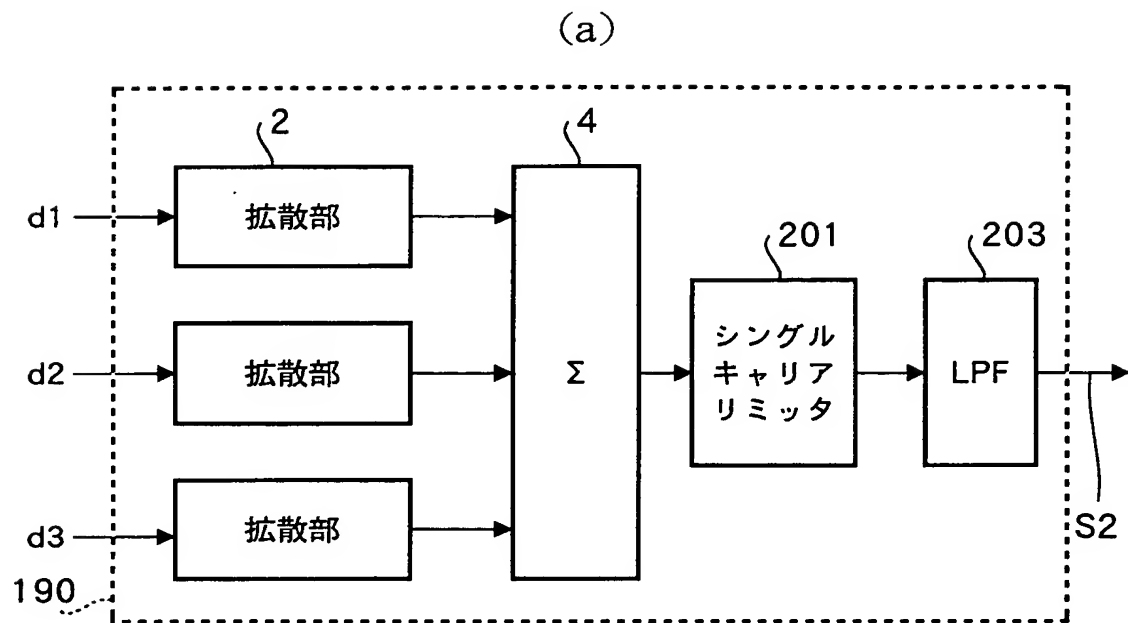 (a)
2
4
d1
拡散部
201
203
d2
拡散部
Σ
シングル
キャリア
リミッタ
LPF
d3
拡散部
S2
190